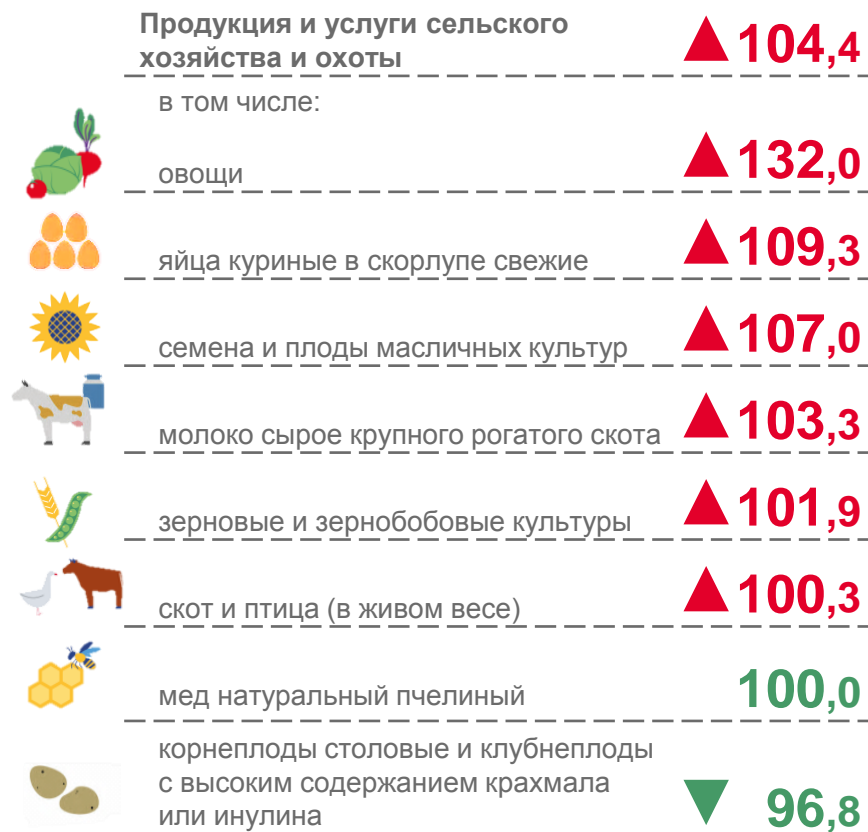 Продукция и услуги сельского
хозяйства и охоты ▲104,4
в том числе:
овощи ▲132,0
яйца куриные в скорлупе свежие ▲109,3
семена и плоды масличных культур ▲107,0
молоко сырое крупного рогатого скота ▲103,3
зерновые и зернобобовые культуры ▲101,9
скот и птица (в живом весе) ▲100,3
мед натуральный пчелиный 100,0
корнеплоды столовые и клубнеплоды
с высоким содержанием крахмала
или инулина ▼ 96,8